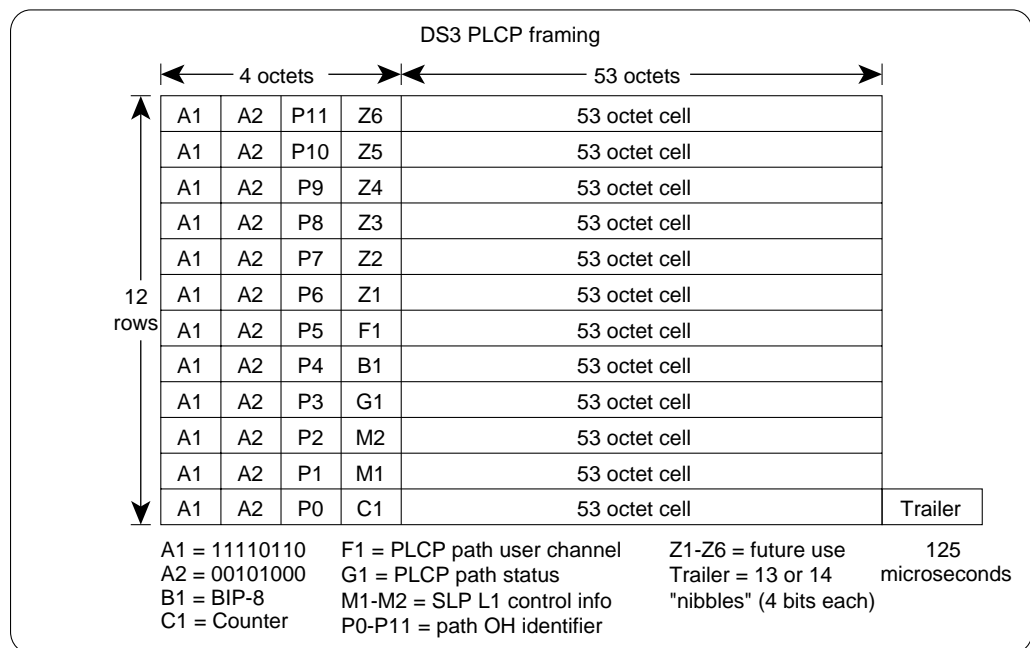 DS3 PLCP framing
4 octets 53 octets
A1 A2 P11 Z6 53 octet cell
A1 A2 P10 Z5 53 octet cell
A1 A2 P9 Z4 53 octet cell
A1 A2 P8 Z3 53 octet cell
A1 A2 P7 Z2 53 octet cell
12 rows
A1 A2 P6 Z1 53 octet cell
A1 A2 P5 F1 53 octet cell
A1 A2 P4 B1 53 octet cell
A1 A2 P3 G1 53 octet cell
A1 A2 P2 M2 53 octet cell
A1 A2 P1 M1 53 octet cell
A1 A2 P0 C1 53 octet cell Trailer
A1 = 11110110
A2 = 00101000
B1 = BIP-8
C1 = Counter
F1 = PLCP path user channel
G1 = PLCP path status
M1-M2 = SLP L1 control info
P0-P11 = path OH identifier
Z1-Z6 = future use
Trailer = 13 or 14
"nibbles" (4 bits each)
125
microseconds